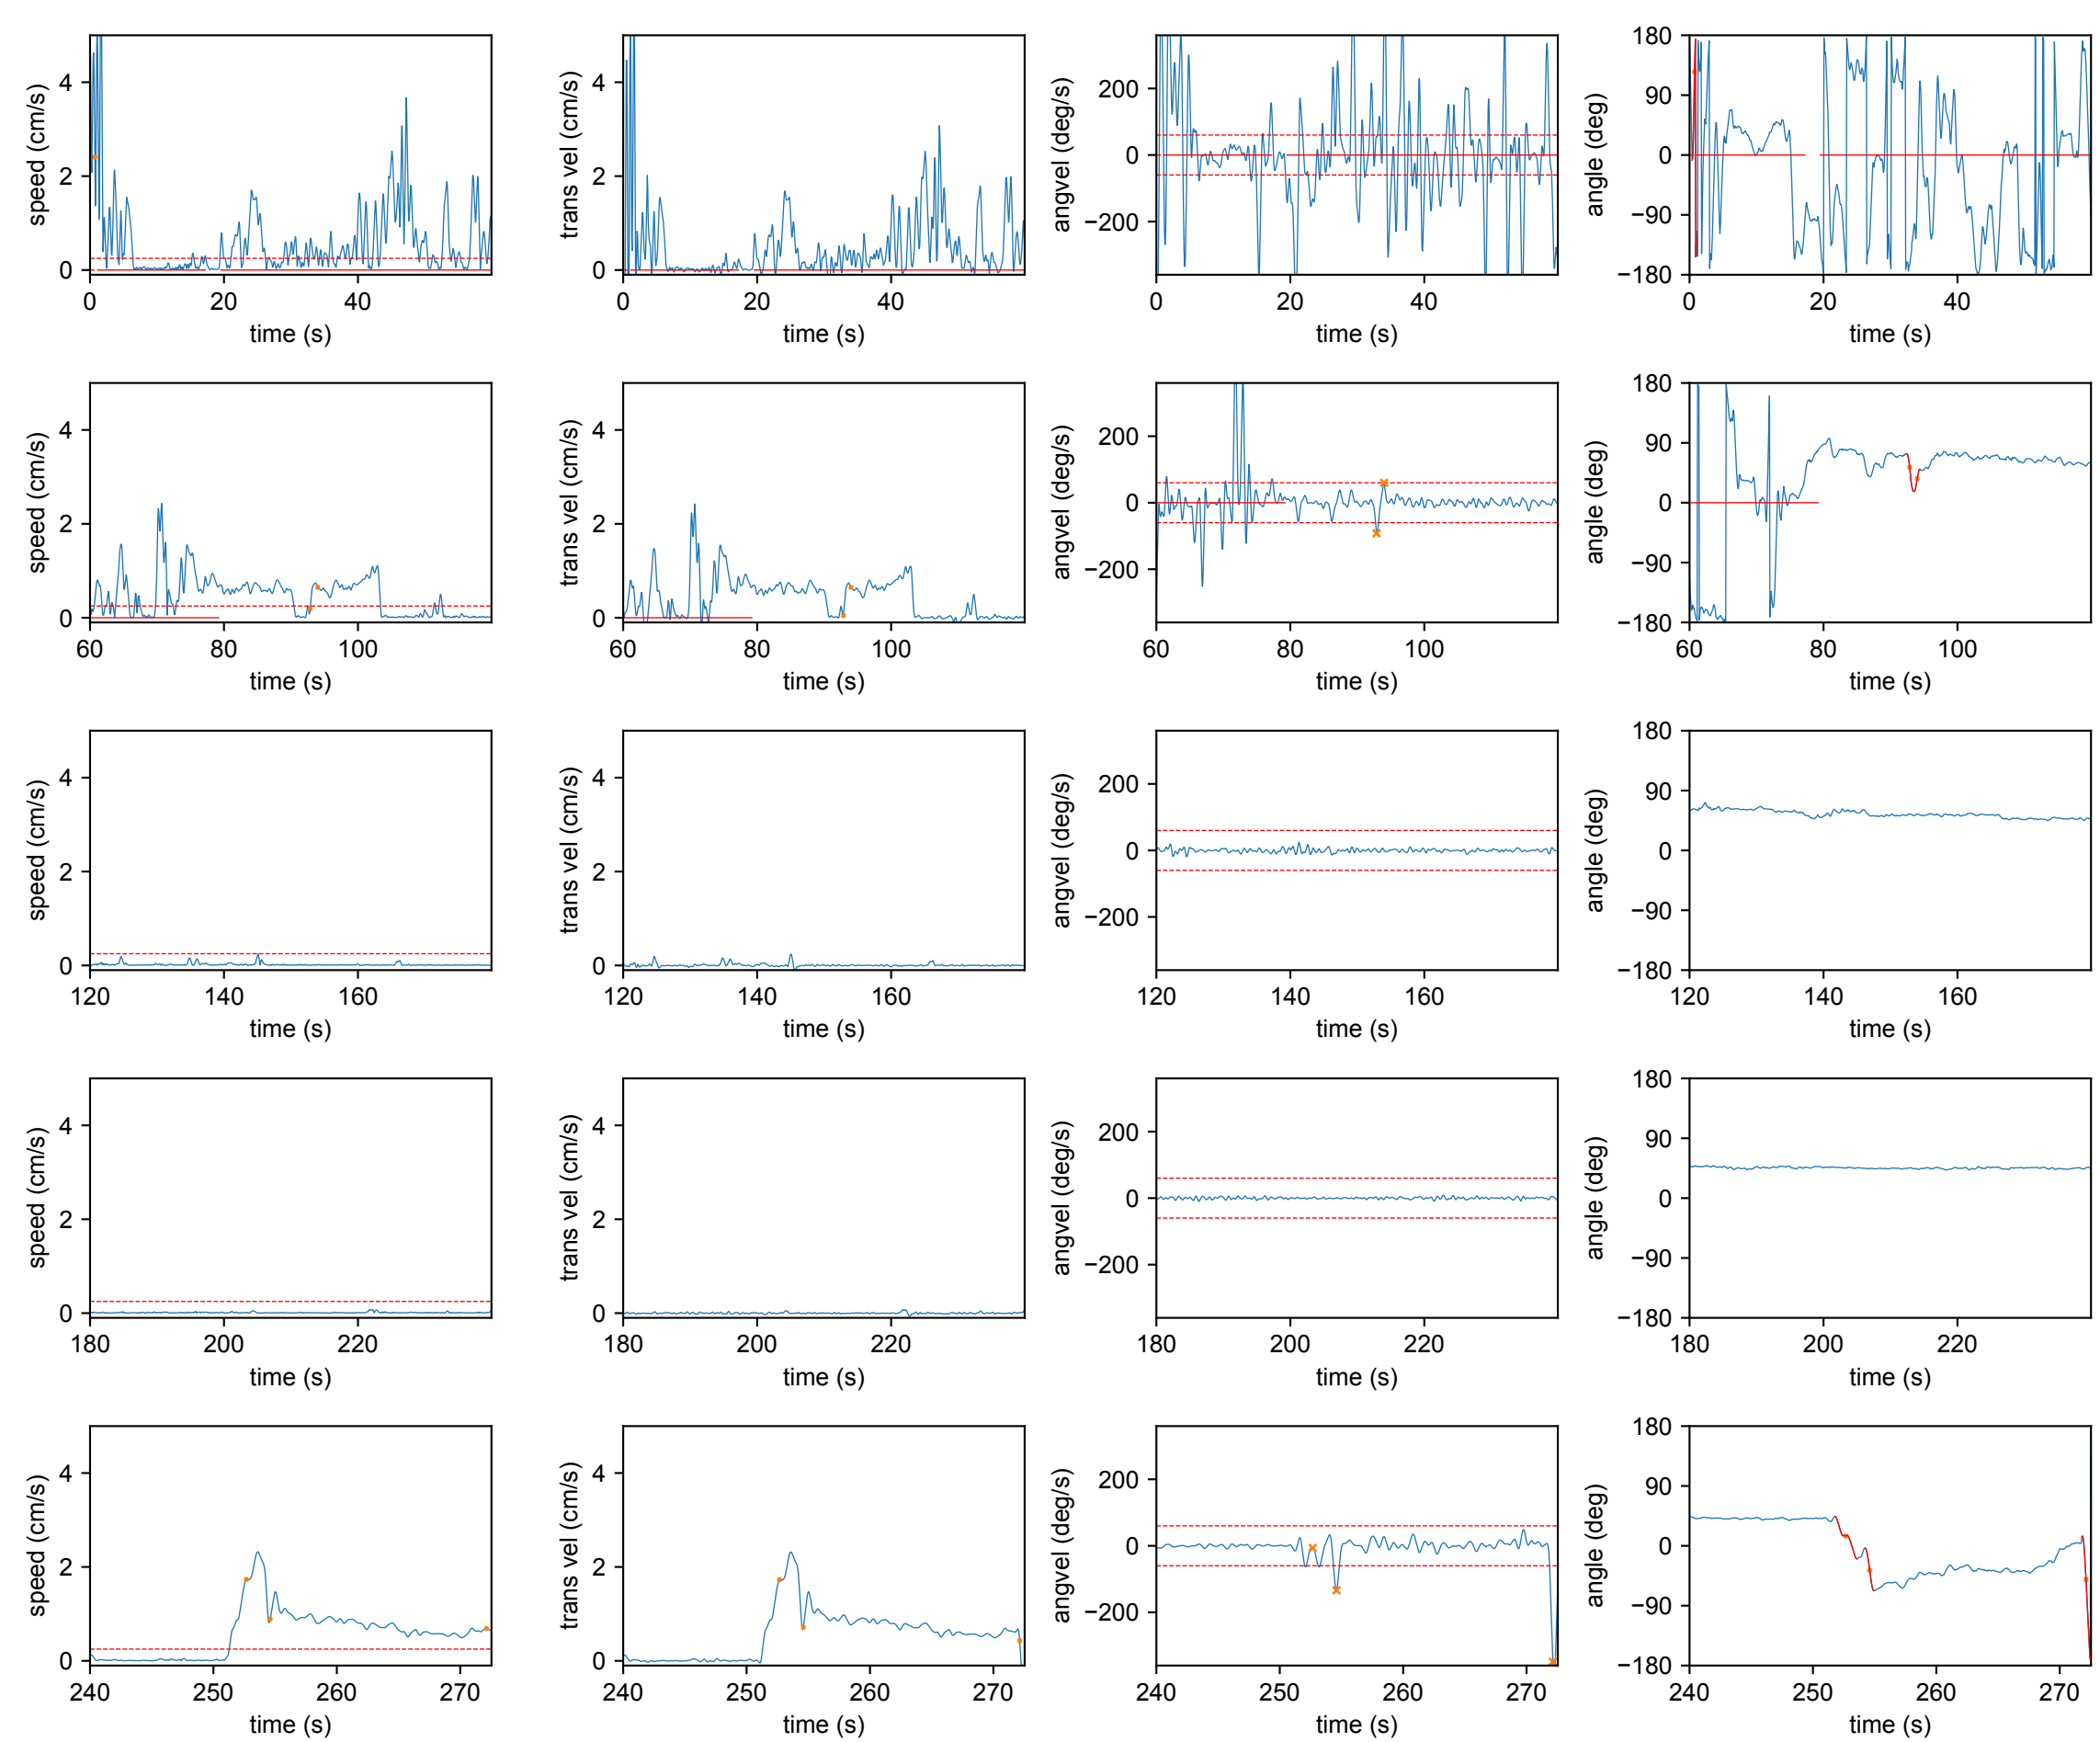 speed (cm/s)
4
2
0
0 20 40
time (s)
trans vel (cm/s)
4
2
0
0 20 40
time (s)
angvel (deg/s)
200
0
−200
0 20 40
time (s)
angle (deg)
180
90
0
−90
−180
0 20 40
time (s)
speed (cm/s)
4
2
0
60 80 100
time (s)
trans vel (cm/s)
4
2
0
60 80 100
time (s)
angvel (deg/s)
200
0
−200
60 80 100
time (s)
angle (deg)
180
90
0
−90
−180
60 80 100
time (s)
speed (cm/s)
4
2
0
120 140 160
time (s)
trans vel (cm/s)
4
2
0
120 140 160
time (s)
angvel (deg/s)
200
0
−200
120 140 160
time (s)
angle (deg)
180
90
0
−90
−180
120 140 160
time (s)
speed (cm/s)
4
2
0
180 200 220
time (s)
trans vel (cm/s)
4
2
0
180 200 220
time (s)
angvel (deg/s)
200
0
−200
180 200 220
time (s)
angle (deg)
180
90
0
−90
−180
180 200 220
time (s)
speed (cm/s)
4
2
0
240 250 260 270
time (s)
trans vel (cm/s)
4
2
0
240 250 260 270
time (s)
angvel (deg/s)
200
0
−200
240 250 260 270
time (s)
angle (deg)
180
90
0
−90
−180
240 250 260 270
time (s)